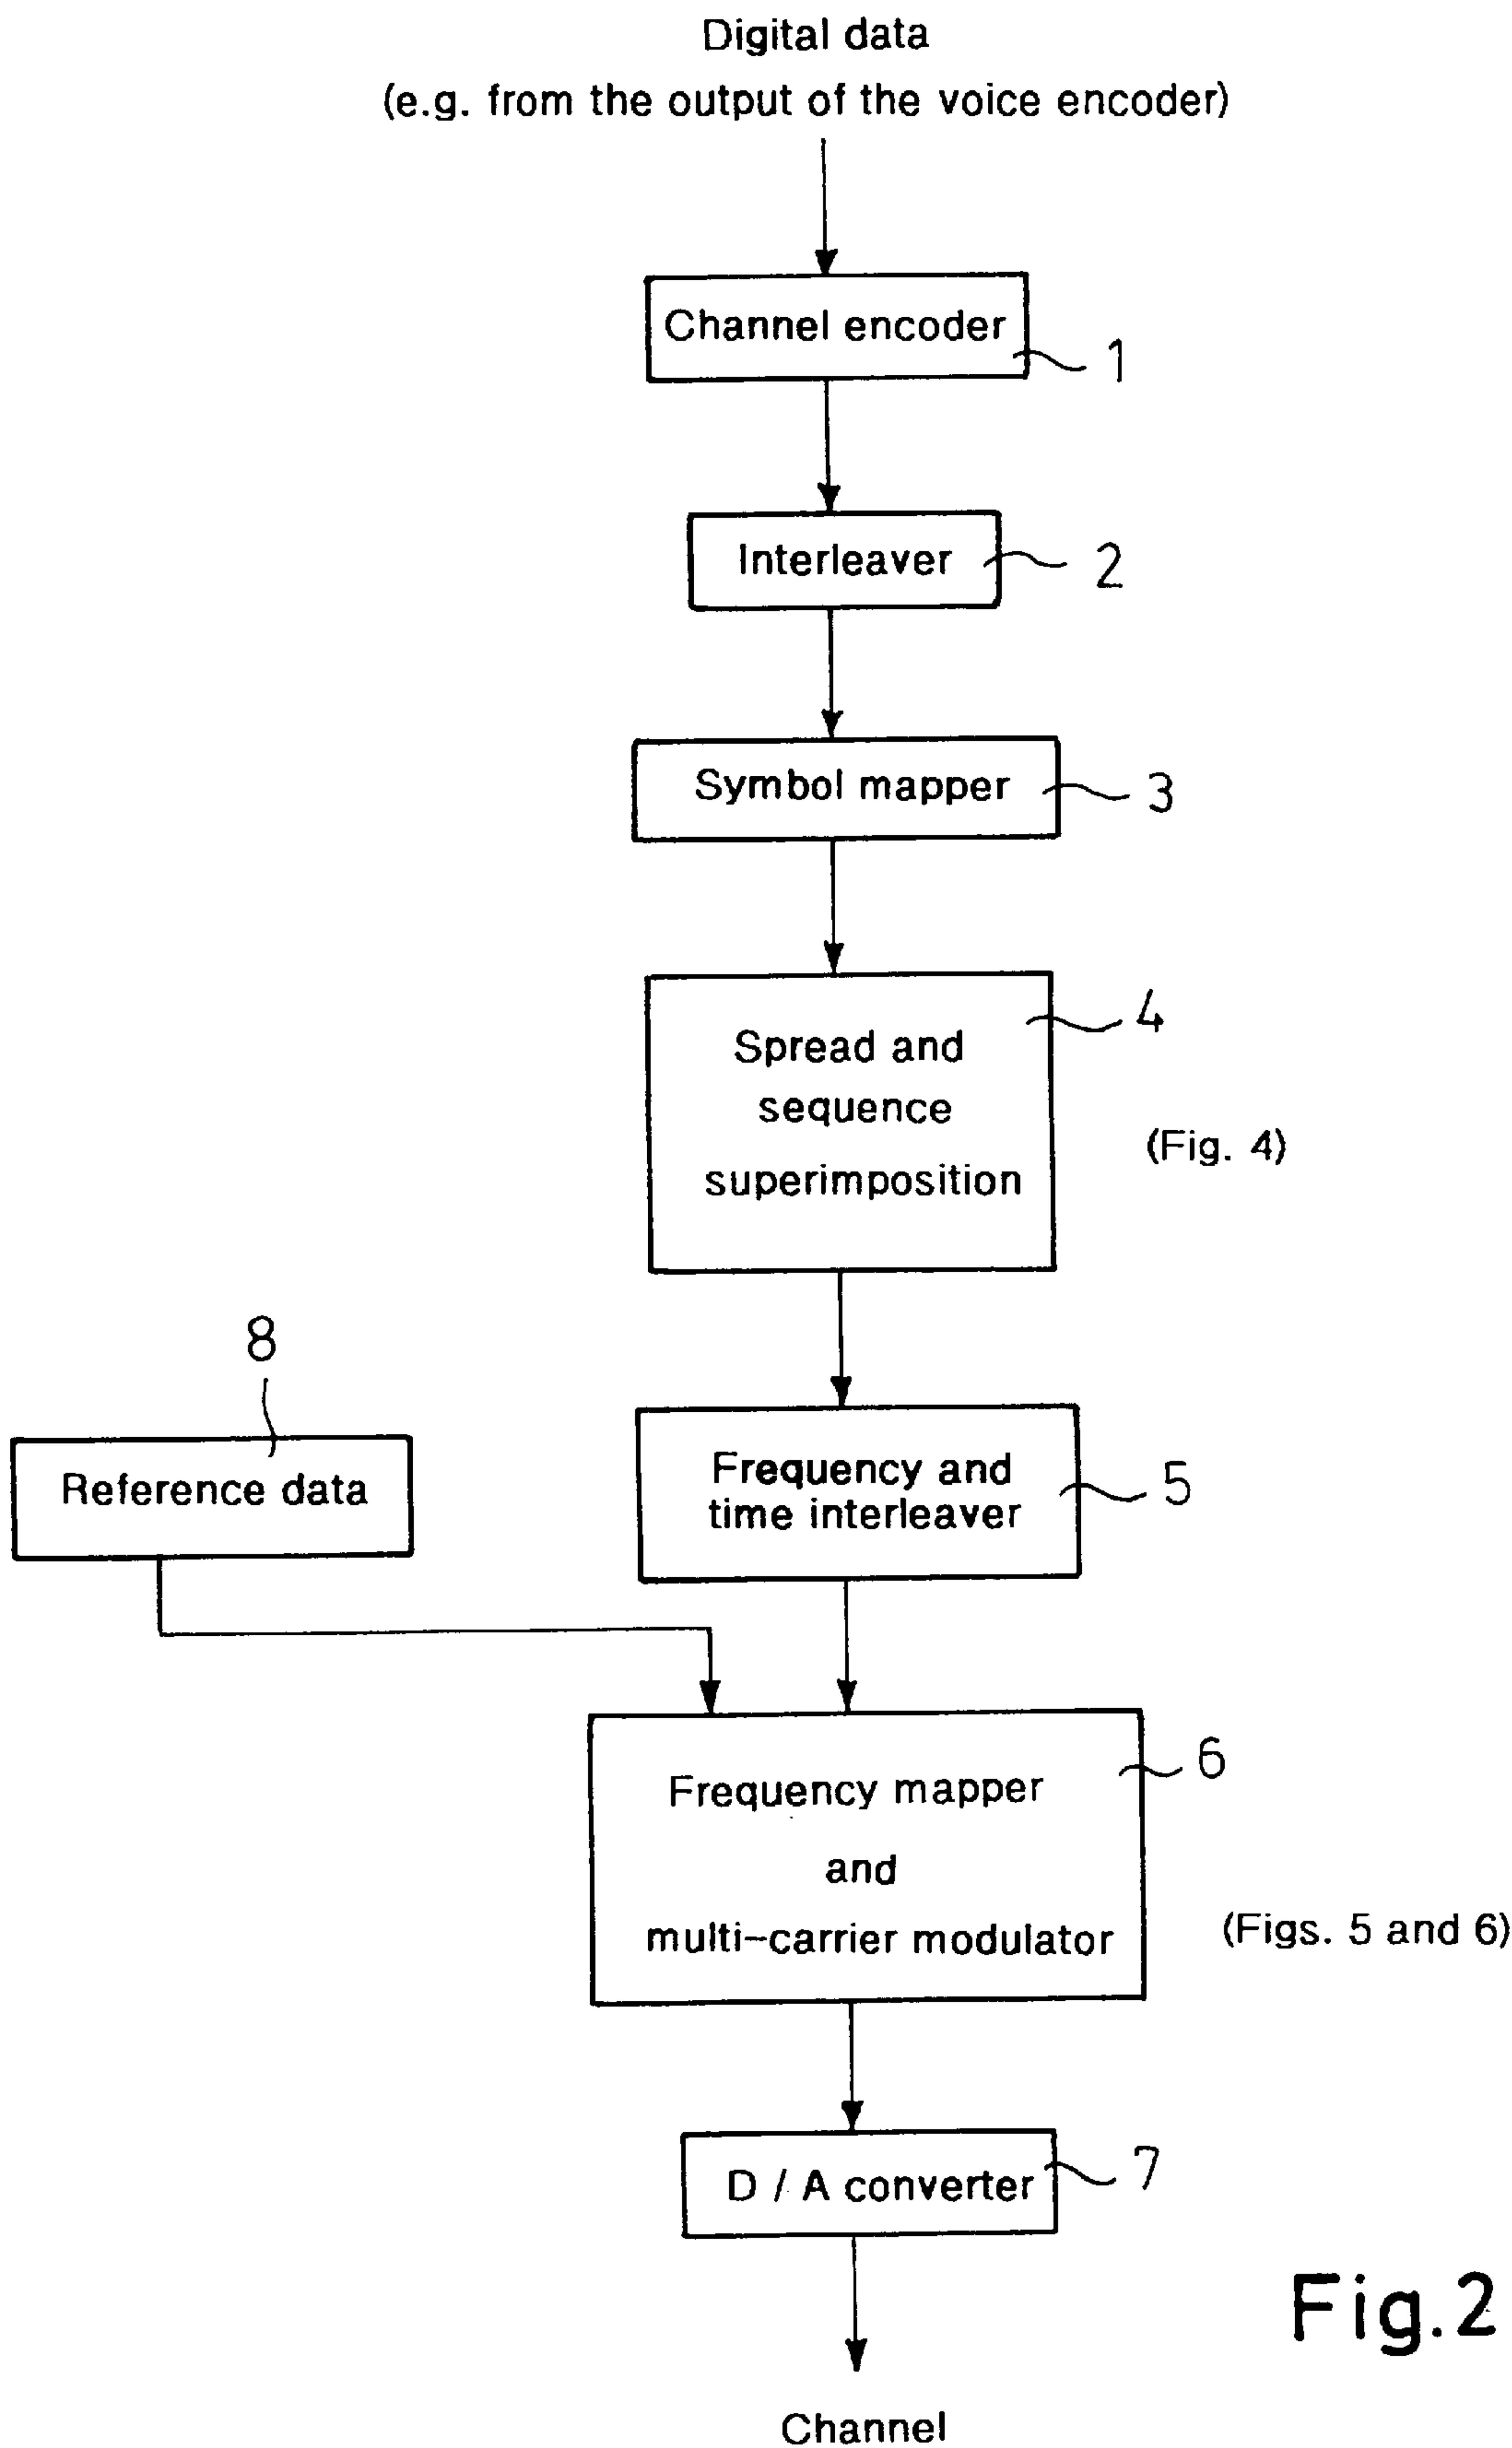 Digital data
(e.g. from the output of the voice encoder)
Channel encoder
1
Interleaver
2
Symbol mapper
3
4
Spread and
sequence
superimposition
(Fig. 4)
8
Reference data
Frequency and
time interleaver
5
6
Frequency mapper
and
multi-carrier modulator
(Figs. 5 and 6)
7
D / A converter
Fig.2
Channel